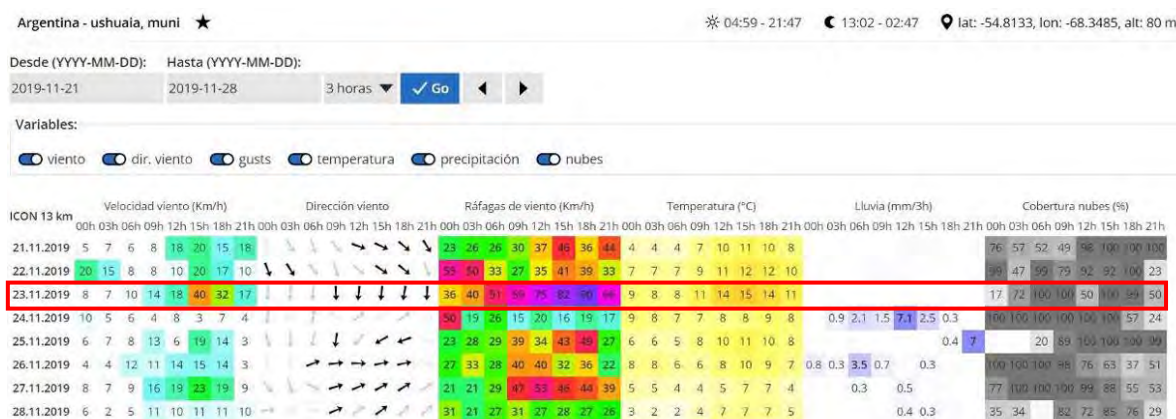 Argentina - ushuaia, muni 04:59 - 21:47 13:02 - 02:47 lat: -54.8133, lon: -68.3485, alt: 80 m
Desde (YYYY-MM-DD): Hasta (YYYY-MM-DD):
2019-11-21 2019-11-28 3 horas Go
Variables:
viento dir. viento gusts temperatura precipitación nubes
Velocidad viento (Km/h) Dirección viento Ráfagas de viento (Km/h) Temperatura (°C) Lluvia (mm/3h) Cobertura nubes (%)
ICON 13 km 00h 03h 06h 09h 12h 15h 18h 21h 00h 03h 06h 09h 12h 15h 18h 21h 00h 03h 06h 09h 12h 15h 18h 21h 00h 03h 06h 09h 12h 15h 18h 21h 00h 03h 06h 09h 12h 15h 18h 21h 00h 03h 06h 09h 12h 15h 18h 21h
21.11.2019 5 7 6 8 18 20 15 18 23 26 26 30 37 46 36 44 4 4 4 7 10 11 10 8 76 57 52 49 98 100 100 100
22.11.2019 20 15 8 8 10 20 17 10 55 50 33 27 35 41 39 33 7 7 7 9 11 12 12 10 99 47 99 79 92 92 100 23
23.11.2019 8 7 10 14 18 40 32 17 36 40 51 59 75 82 90 66 9 8 8 11 14 15 14 11 17 72 100 100 50 100 99 50
24.11.2019 10 5 6 4 8 3 7 4 50 19 26 15 20 16 19 17 9 8 7 7 8 8 9 8 0.9 2.1 1.5 7.1 2.5 0.3 100 100 100 100 100 100 57 24
25.11.2019 6 7 8 13 6 19 14 3 23 28 29 39 34 43 49 27 6 6 5 8 10 11 10 8 0.4 7 20 89 100 100 100 99
26.11.2019 4 4 12 11 14 15 14 3 27 33 28 40 40 32 36 22 8 8 6 6 8 10 9 7 0.8 0.3 3.5 0.7 0.3 100 100 100 98 76 63 37 51
27.11.2019 8 7 9 16 19 23 19 9 21 21 29 47 53 46 44 39 5 5 4 4 5 7 7 4 0.3 0.5 77 100 100 100 99 88 55 53
28.11.2019 6 2 5 11 10 11 11 10 31 21 27 31 27 28 27 26 3 2 2 4 7 7 7 5 0.4 0.3 35 34 82 72 85 76 29